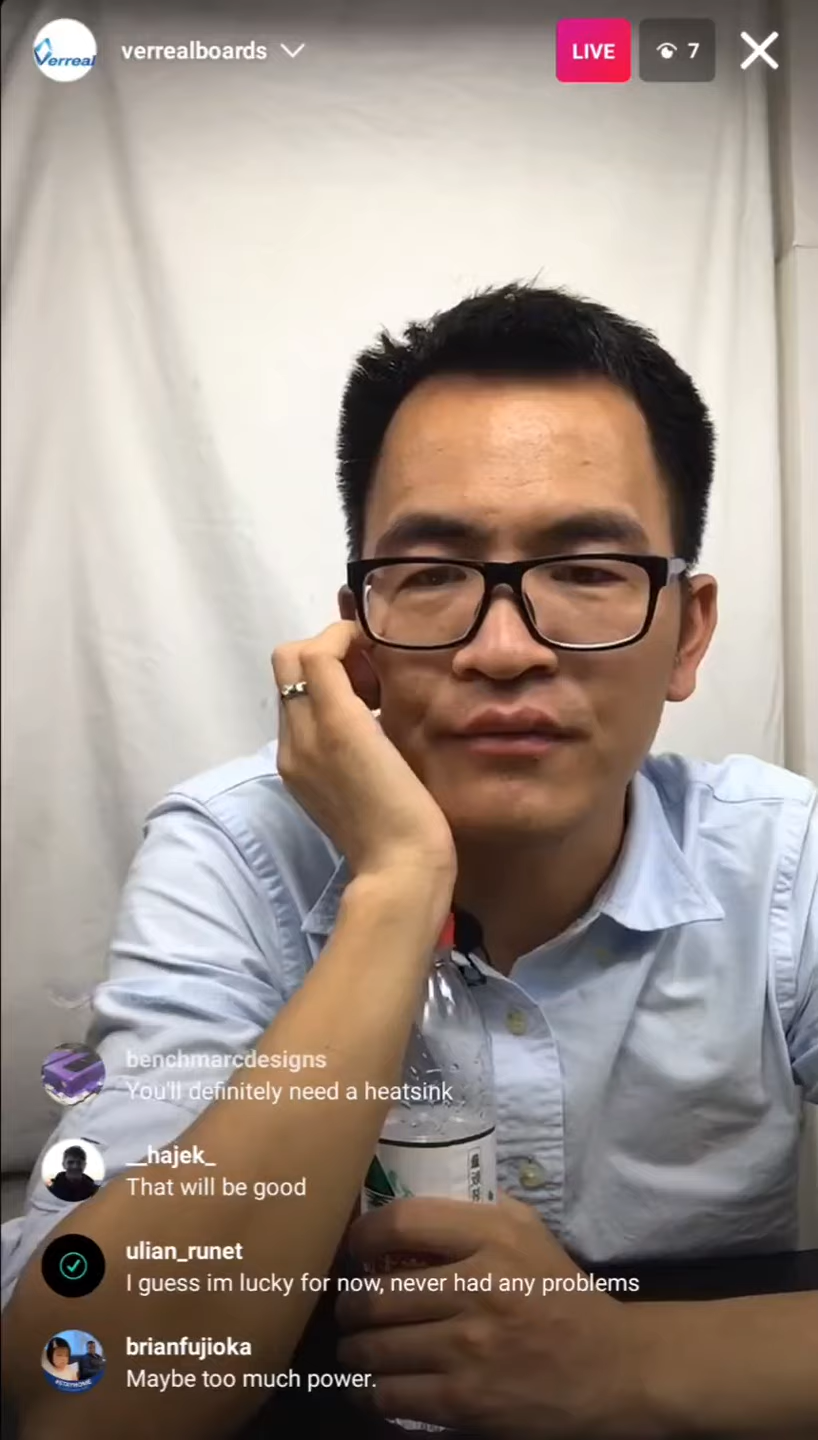 Verreal
verrealboards
LIVE
7
benchmarcdesigns
You'll definitely need a heatsink
__hajek_
That will be good
ulian_runet
I guess im lucky for now, never had any problems
brianfujioka
Maybe too much power.